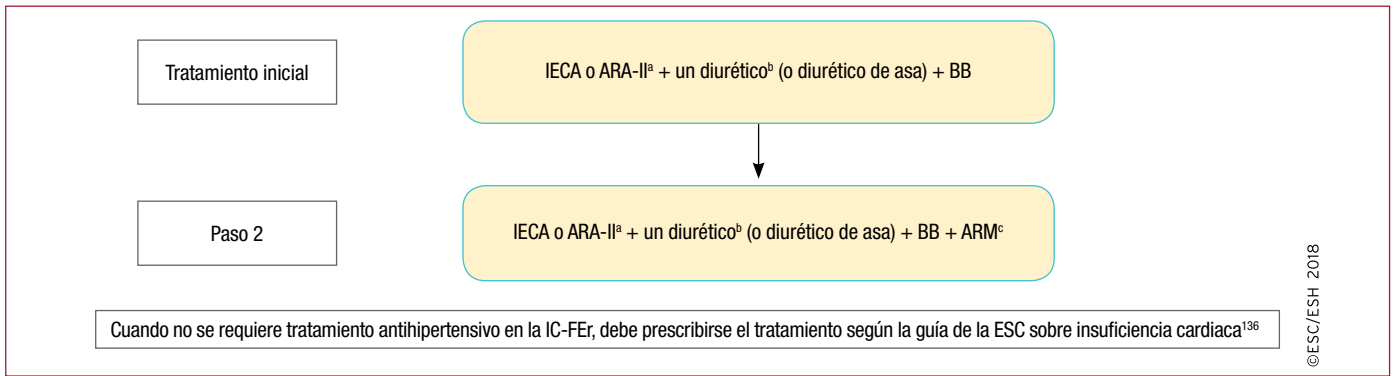 Tratamiento inicial
IECA o ARA-IIᵃ + un diuréticoᵇ (o diurético de asa) + BB
Paso 2
IECA o ARA-IIᵃ + un diuréticoᵇ (o diurético de asa) + BB + ARMᶜ
Cuando no se requiere tratamiento antihipertensivo en la IC-FEr, debe prescribirse el tratamiento según la guía de la ESC sobre insuficiencia cardiaca¹³⁶
©ESC/ESH 2018